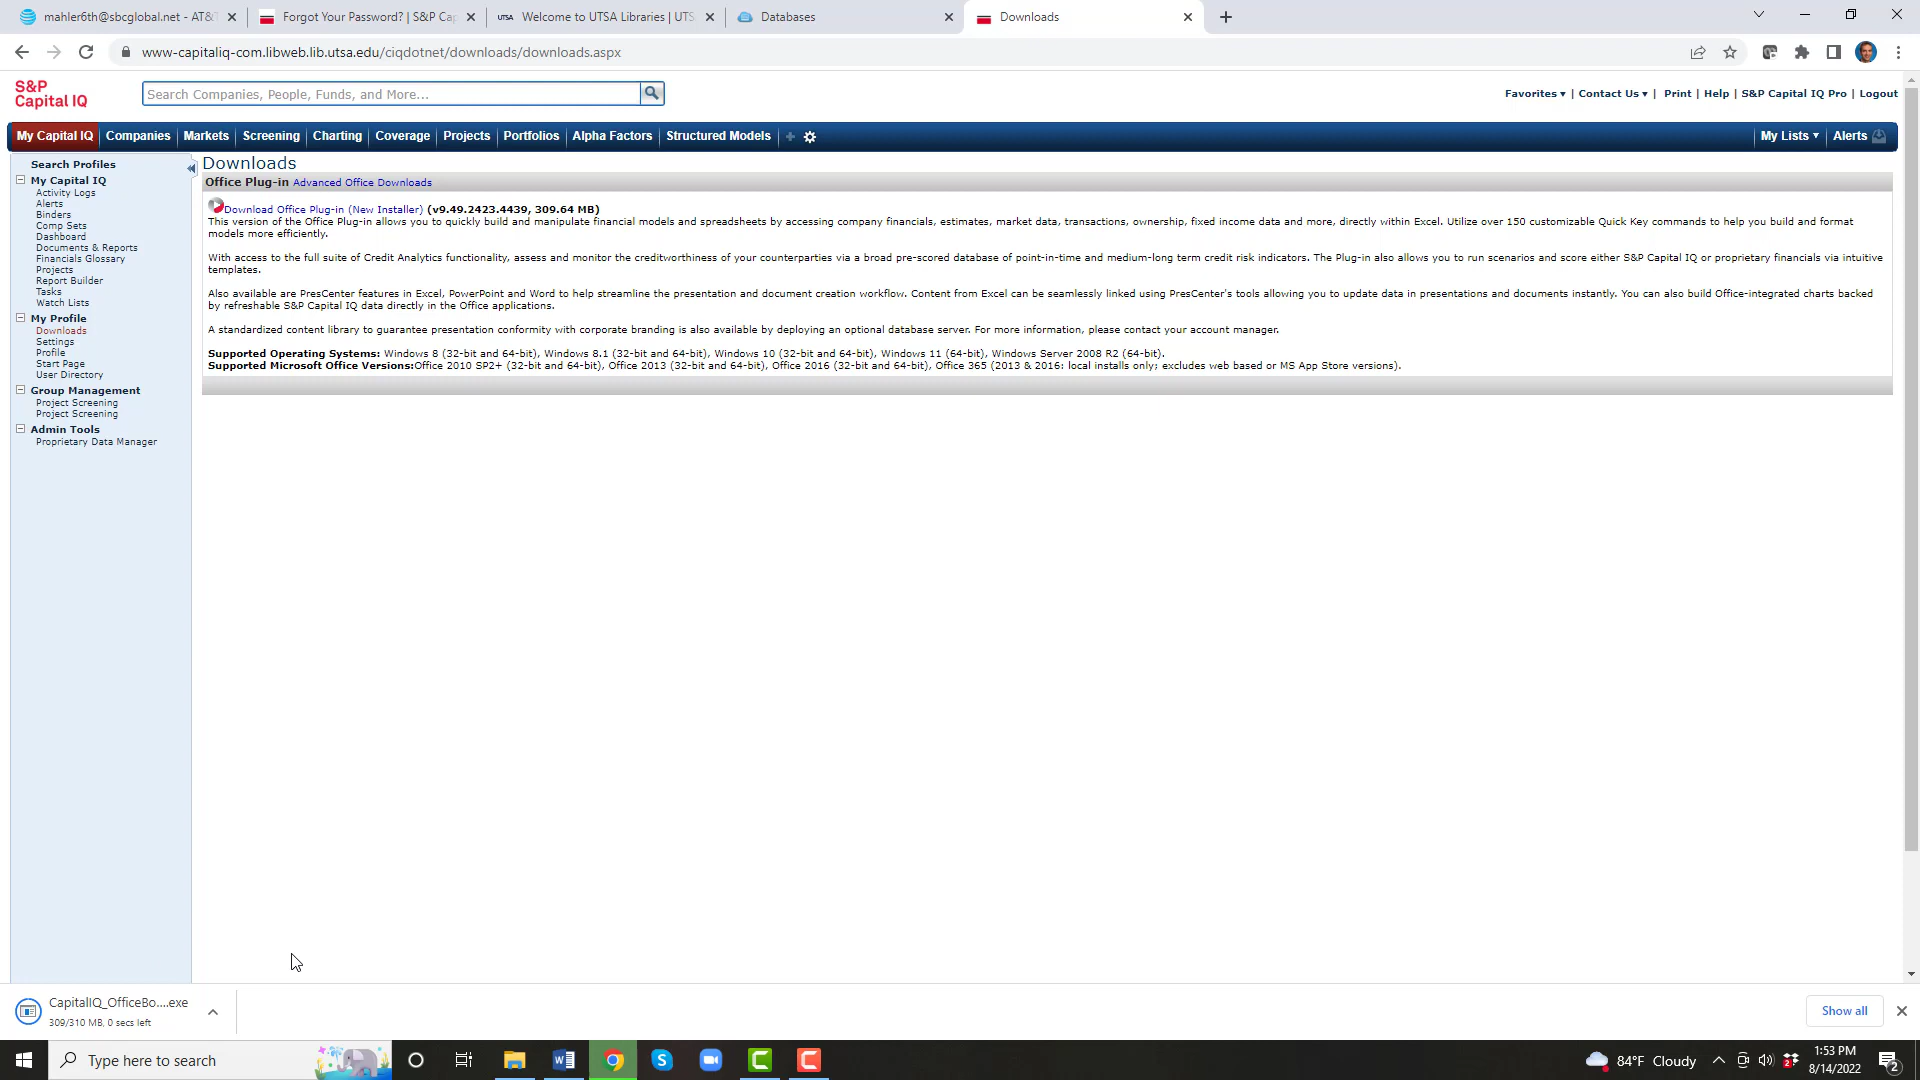 mahler6th@sbcglobal.net - AT&T
Forgot Your Password? | S&P Cap
UTSA Welcome to UTSA Libraries | UTS
Databases
Downloads
www-capitaliq-com.libweb.lib.utsa.edu/ciqdotnet/downloads/downloads.aspx
S&P
Capital IQ
Search Companies, People, Funds, and More...
Favorites | Contact Us | Print | Help | S&P Capital IQ Pro | Logout
My Capital IQ Companies Markets Screening Charting Coverage Projects Portfolios Alpha Factors Structured Models
My Lists Alerts
Search Profiles
My Capital IQ
Activity Logs
Alerts
Binders
Comp Sets
Dashboard
Documents & Reports
Financials Glossary
Projects
Report Builder
Tasks
Watch Lists
My Profile
Downloads
Settings
Profile
Start Page
User Directory
Group Management
Project Screening
Project Screening
Admin Tools
Proprietary Data Manager
Downloads
Office Plug-in Advanced Office Downloads
Download Office Plug-in (New Installer) (v9.49.2423.4439, 309.64 MB)
This version of the Office Plug-in allows you to quickly build and manipulate financial models and spreadsheets by accessing company financials, estimates, market data, transactions, ownership, fixed income data and more, directly within Excel. Utilize over 150 customizable Quick Key commands to help you build and format
models more efficiently.
With access to the full suite of Credit Analytics functionality, assess and monitor the creditworthiness of your counterparties via a broad pre-scored database of point-in-time and medium-long term credit risk indicators. The Plug-in also allows you to run scenarios and score either S&P Capital IQ or proprietary financials via intuitive
templates.
Also available are PresCenter features in Excel, PowerPoint and Word to help streamline the presentation and document creation workflow. Content from Excel can be seamlessly linked using PresCenter's tools allowing you to update data in presentations and documents instantly. You can also build Office-integrated charts backed
by refreshable S&P Capital IQ data directly in the Office applications.
A standardized content library to guarantee presentation conformity with corporate branding is also available by deploying an optional database server. For more information, please contact your account manager.
Supported Operating Systems: Windows 8 (32-bit and 64-bit), Windows 8.1 (32-bit and 64-bit), Windows 10 (32-bit and 64-bit), Windows 11 (64-bit), Windows Server 2008 R2 (64-bit).
Supported Microsoft Office Versions:Office 2010 SP2+ (32-bit and 64-bit), Office 2013 (32-bit and 64-bit), Office 2016 (32-bit and 64-bit), Office 365 (2013 & 2016: local installs only; excludes web based or MS App Store versions).
CapitalIQ_OfficeBo....exe
309/310 MB, 0 secs left
Show all
Type here to search
84°F Cloudy
1:53 PM
8/14/2022
2
2